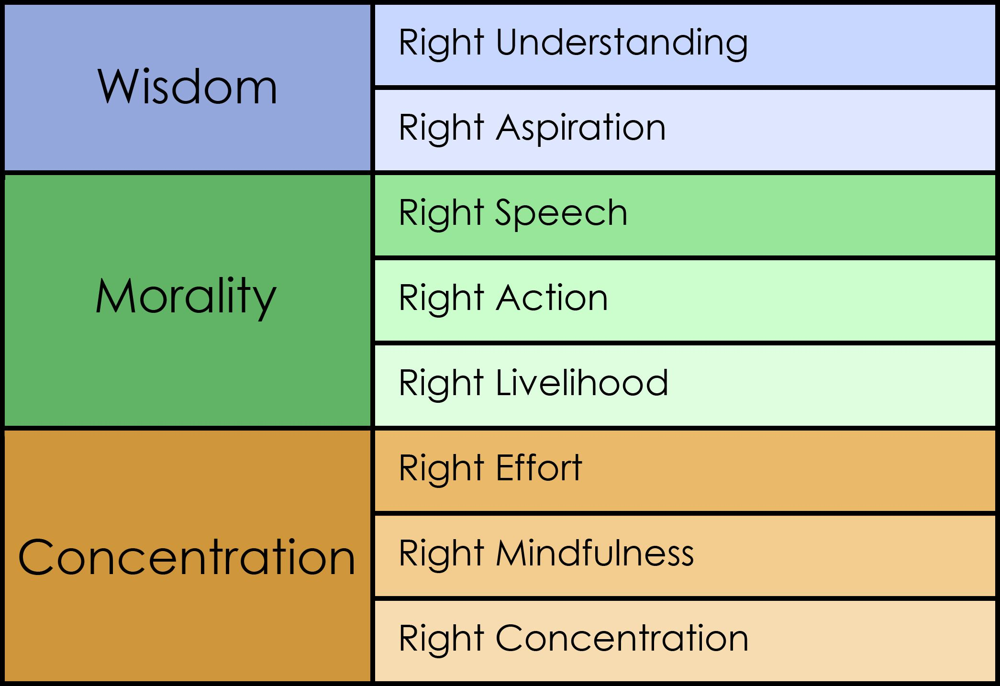 Wisdom
Right Understanding
Right Aspiration
Morality
Right Speech
Right Action
Right Livelihood
Concentration
Right Effort
Right Mindfulness
Right Concentration